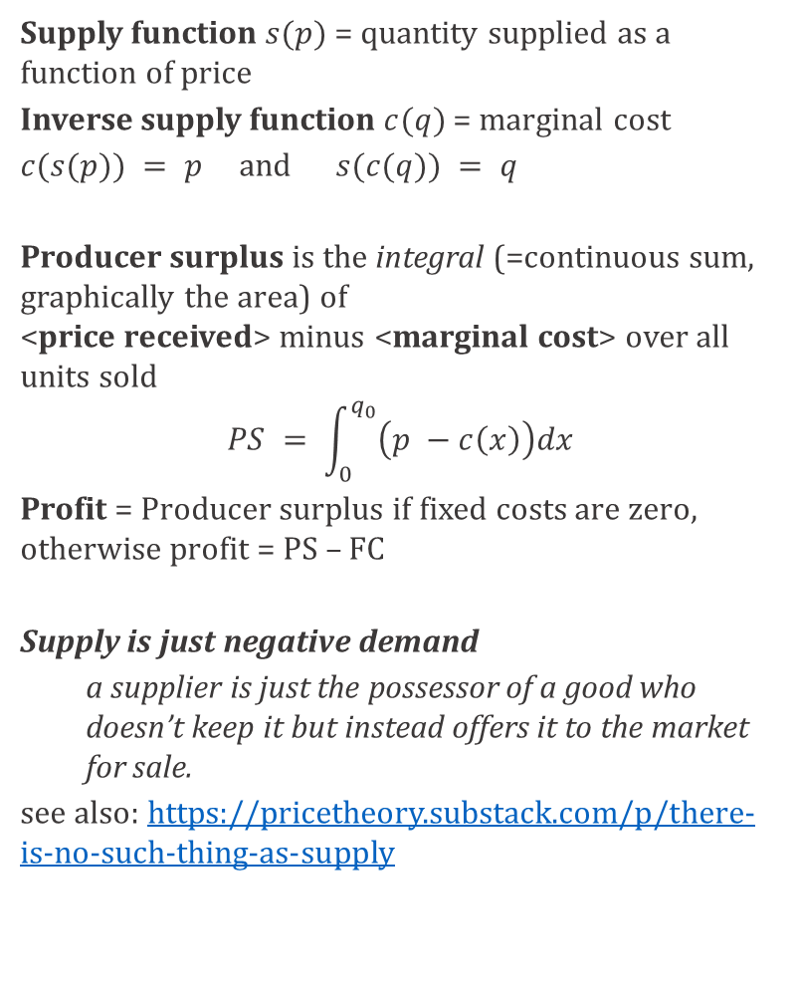 Supply function s(p) = quantity supplied as a
function of price
Inverse supply function c(q) = marginal cost
c(s(p)) = p and s(c(q)) = q
Producer surplus is the integral (=continuous sum,
graphically the area) of
<price received> minus <marginal cost> over all
units sold
PS = ∫₀^q₀ (p − c(x))dx
Profit = Producer surplus if fixed costs are zero,
otherwise profit = PS – FC
Supply is just negative demand
a supplier is just the possessor of a good who
doesn’t keep it but instead offers it to the market
for sale.
see also: https://pricetheory.substack.com/p/there-
is-no-such-thing-as-supply